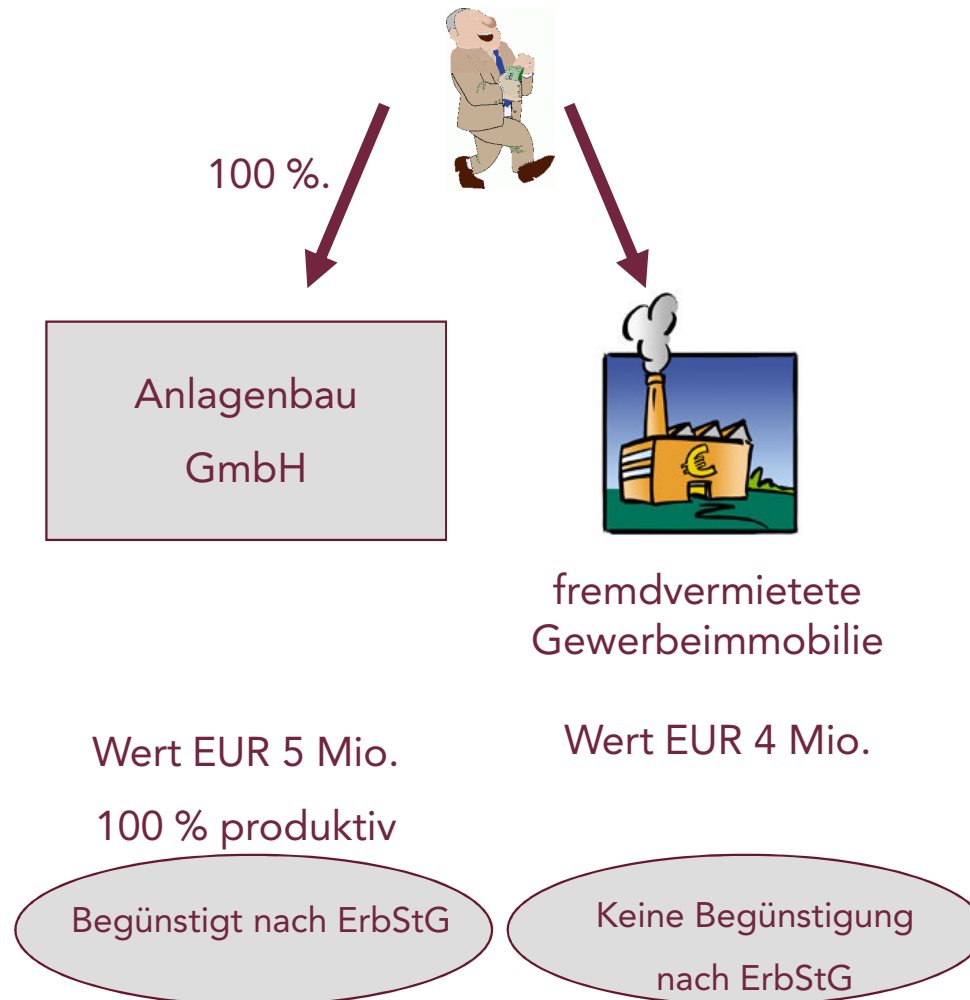 100 %.
Anlagenbau
GmbH
€
fremdvermietete
Gewerbeimmobilie
Wert EUR 5 Mio.
100 % produktiv
Wert EUR 4 Mio.
Begünstigt nach ErbStG
Keine Begünstigung
nach ErbStG